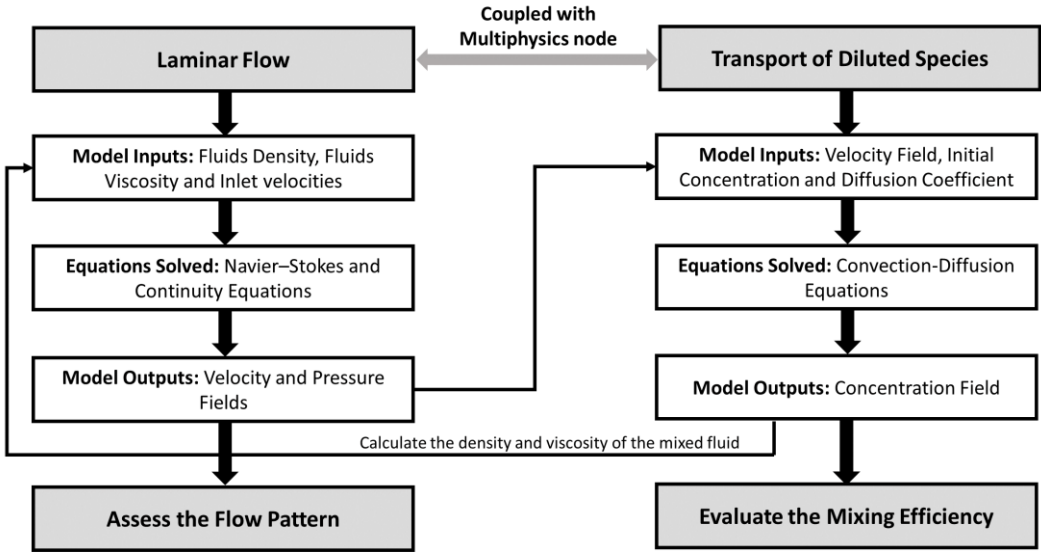 Coupled with
Multiphysics node
Laminar Flow
Transport of Diluted Species
Model Inputs: Fluids Density, Fluids
Viscosity and Inlet velocities
Model Inputs: Velocity Field, Initial
Concentration and Diffusion Coefficient
Equations Solved: Navier–Stokes and
Continuity Equations
Equations Solved: Convection-Diffusion
Equations
Model Outputs: Velocity and Pressure
Fields
Model Outputs: Concentration Field
Calculate the density and viscosity of the mixed fluid
Assess the Flow Pattern
Evaluate the Mixing Efficiency